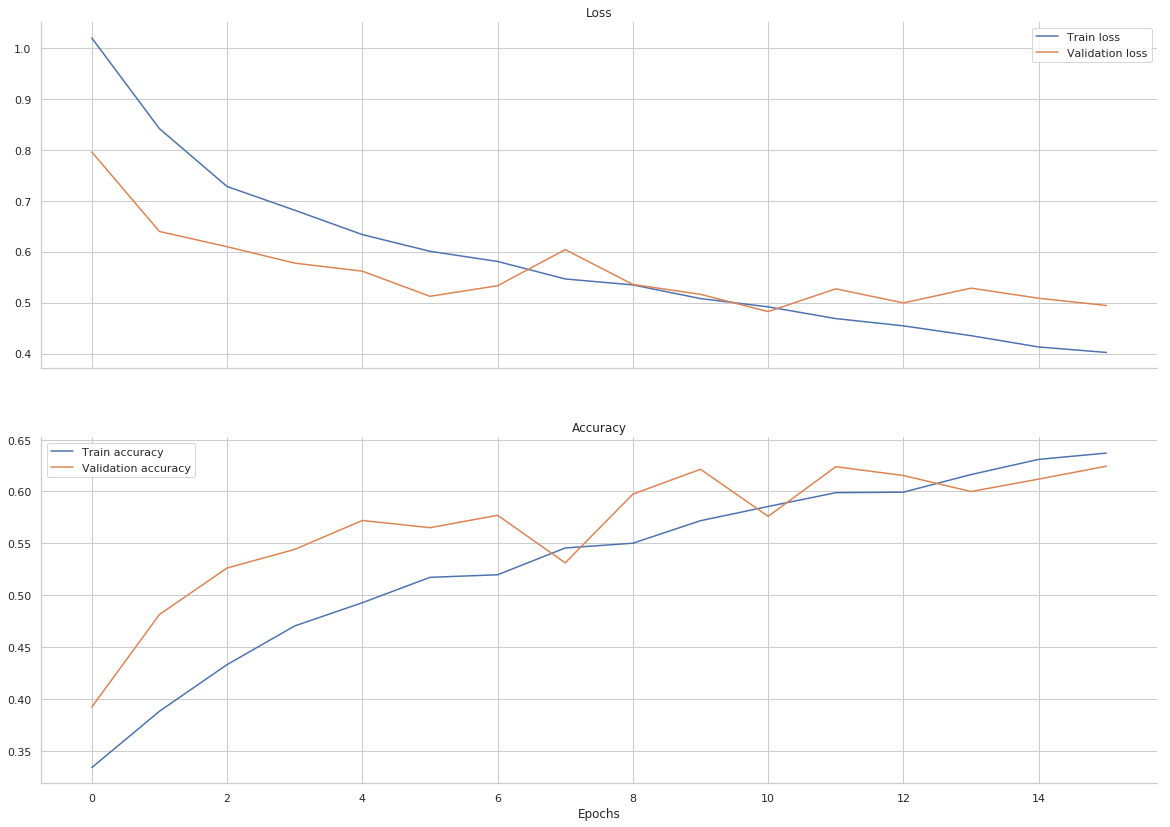 Loss
Train loss
Validation loss
1.0
0.9
0.8
0.7
0.6
0.5
0.4
Accuracy
Train accuracy
Validation accuracy
0.65
0.60
0.55
0.50
0.45
0.40
0.35
0 2 4 6 8 10 12 14
Epochs